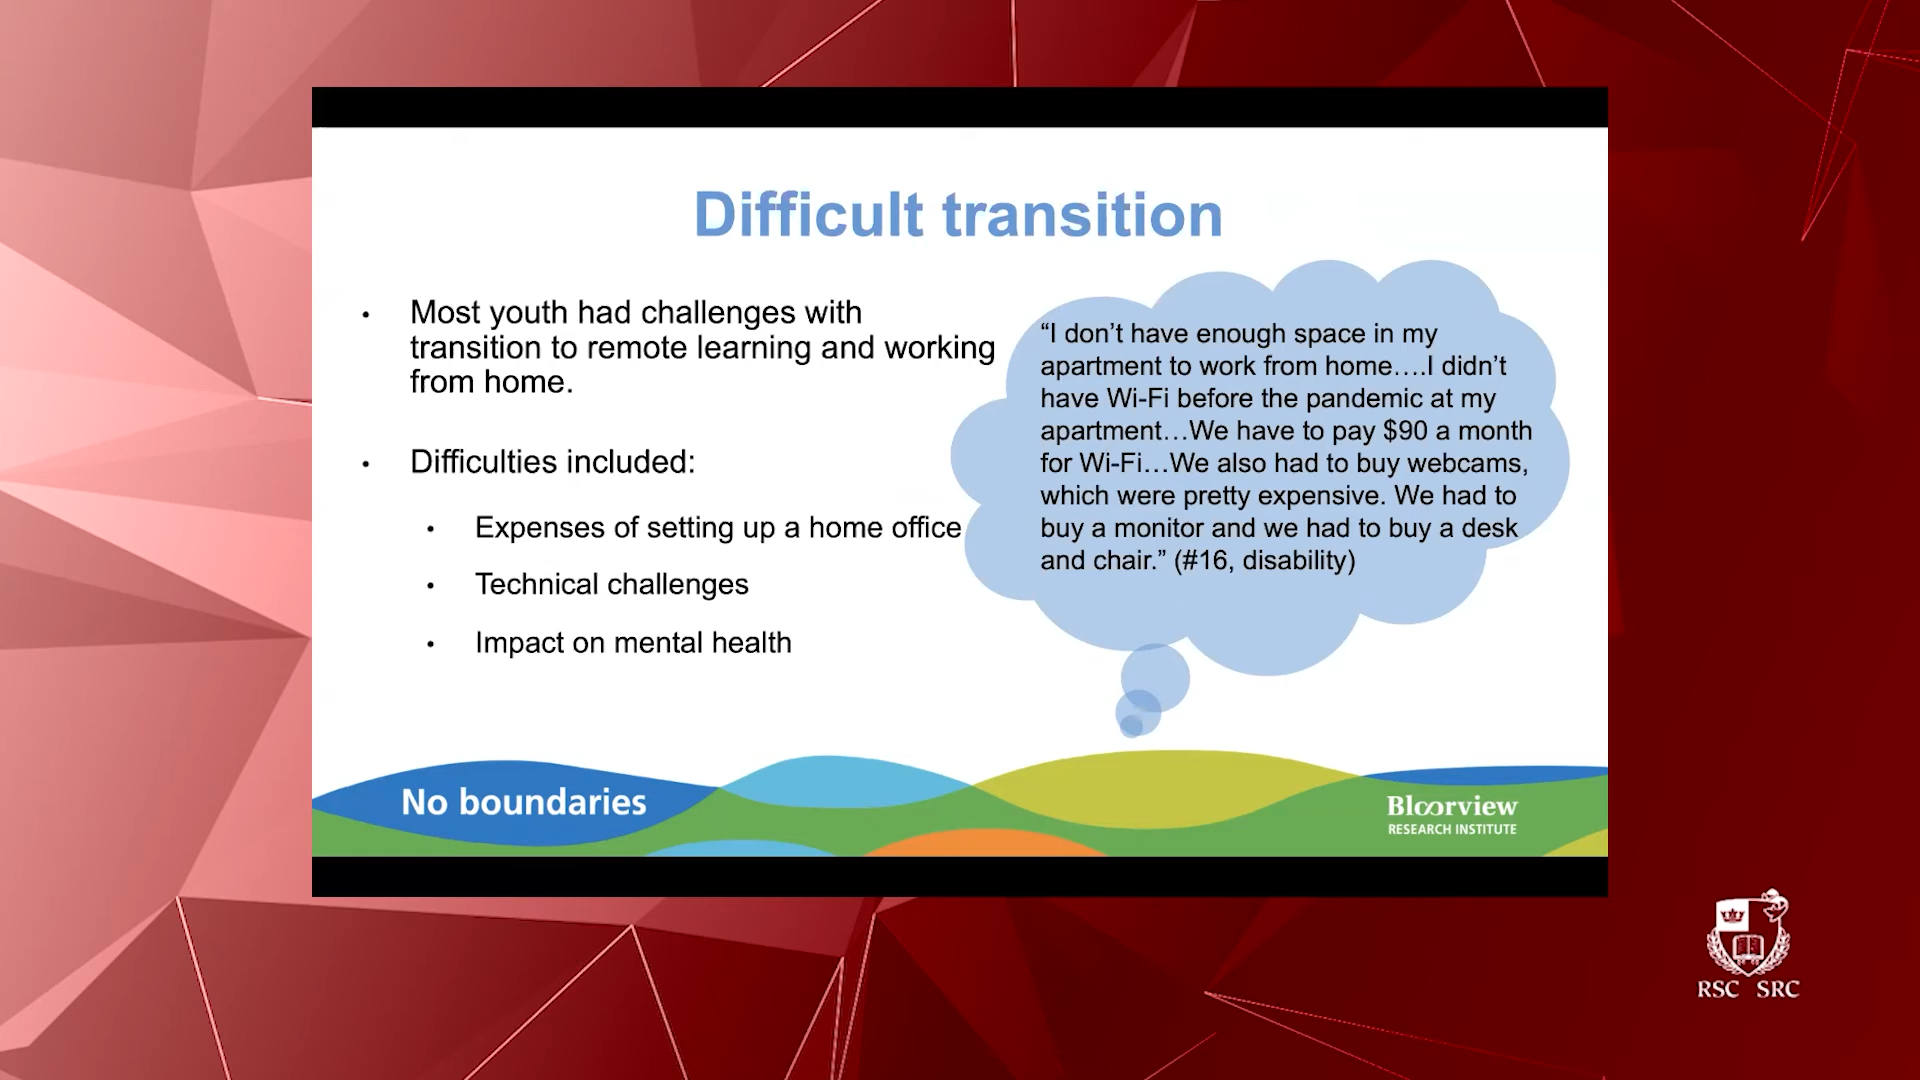 Difficult transition
• Most youth had challenges with
transition to remote learning and working
from home.
• Difficulties included:
• Expenses of setting up a home office
• Technical challenges
• Impact on mental health
“I don’t have enough space in my
apartment to work from home….I didn’t
have Wi-Fi before the pandemic at my
apartment…We have to pay $90 a month
for Wi-Fi…We also had to buy webcams,
which were pretty expensive. We had to
buy a monitor and we had to buy a desk
and chair.” (#16, disability)
No boundaries
Bloorview
RESEARCH INSTITUTE
RSC SRC